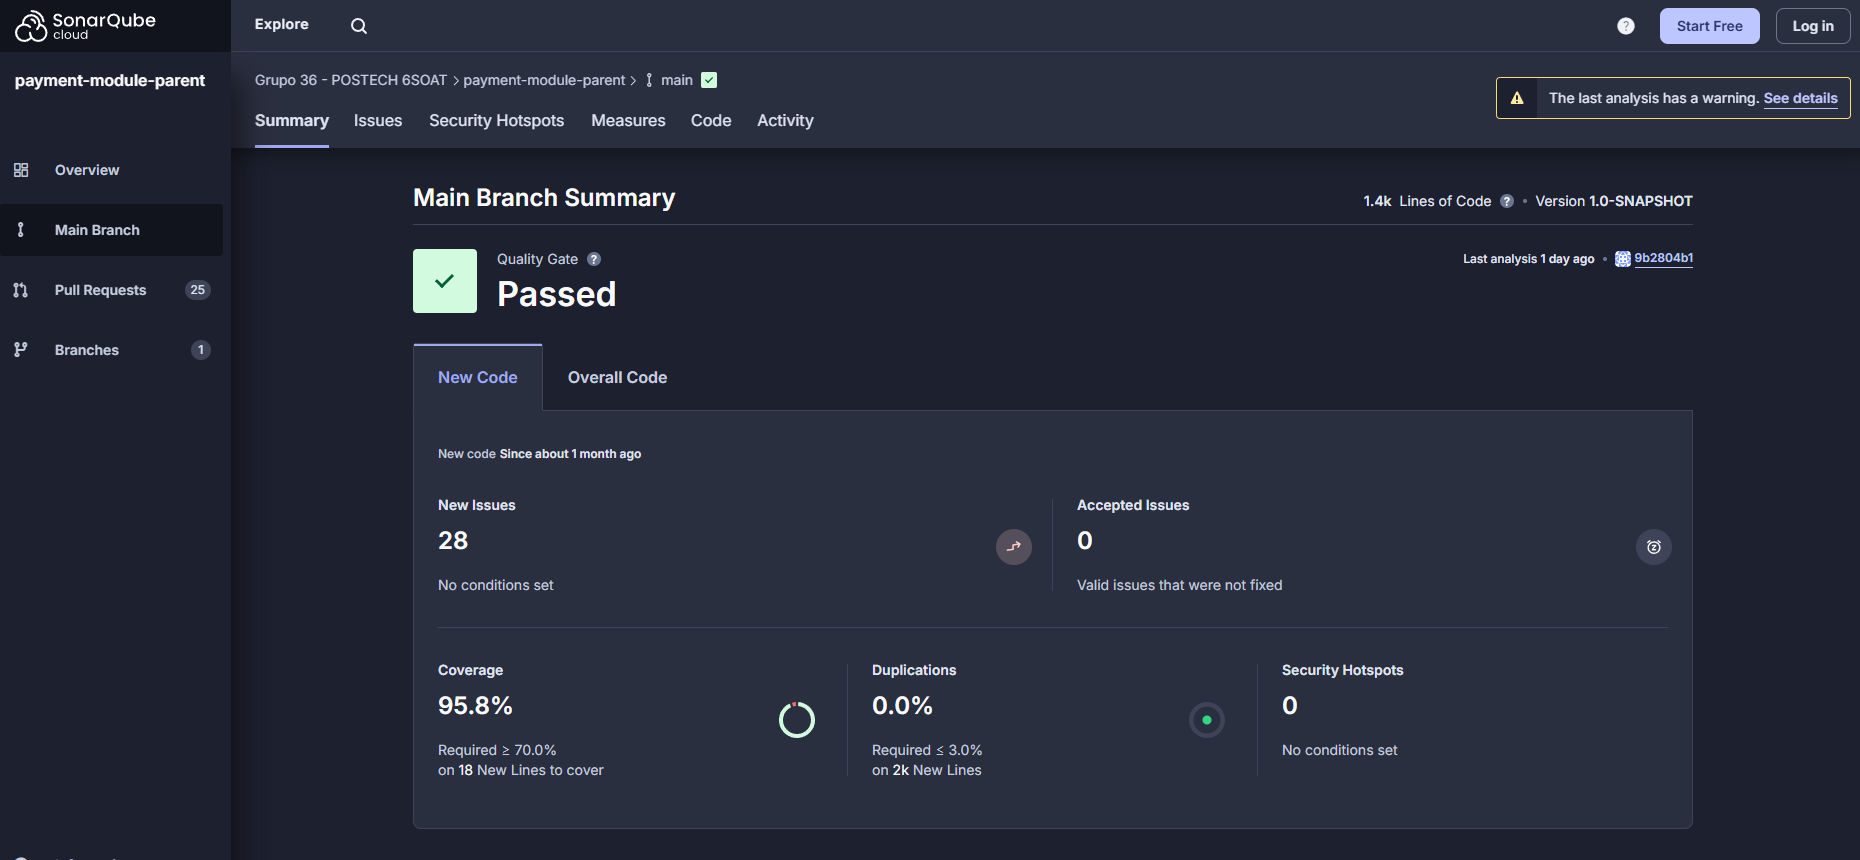 SonarQube
cloud
Explore
?
Start Free
Log in
payment-module-parent
Grupo 36 - POSTECH 6SOAT > payment-module-parent > main
The last analysis has a warning. See details
Summary
Issues
Security Hotspots
Measures
Code
Activity
Overview
Main Branch
Pull Requests
25
Branches
1
Main Branch Summary
1.4k Lines of Code ? • Version 1.0-SNAPSHOT
Quality Gate ?
Passed
Last analysis 1 day ago • 9b2804b1
New Code
Overall Code
New code Since about 1 month ago
New Issues
28
No conditions set
Accepted Issues
0
Valid issues that were not fixed
Coverage
95.8%
Required ≥ 70.0%
on 18 New Lines to cover
Duplications
0.0%
Required ≤ 3.0%
on 2k New Lines
Security Hotspots
0
No conditions set